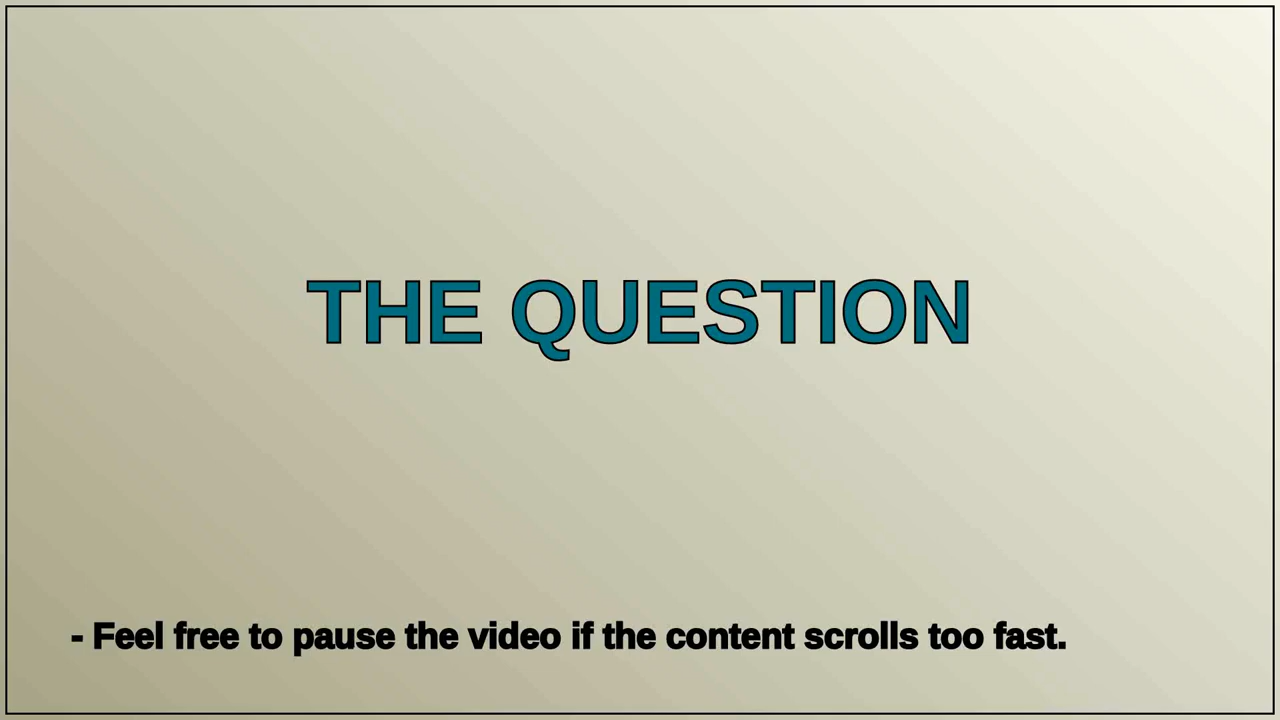 THE QUESTION
- Feel free to pause the video if the content scrolls too fast.